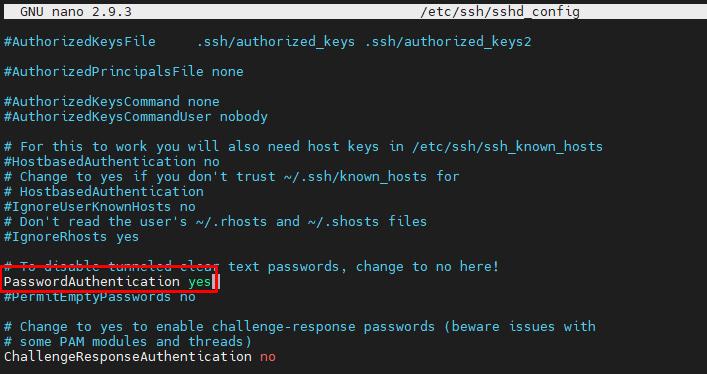 GNU nano 2.9.3 /etc/ssh/sshd_config
#AuthorizedKeysFile .ssh/authorized_keys .ssh/authorized_keys2
#AuthorizedPrincipalsFile none
#AuthorizedKeysCommand none
#AuthorizedKeysCommandUser nobody
# For this to work you will also need host keys in /etc/ssh/ssh_known_hosts
#HostbasedAuthentication no
# Change to yes if you don't trust ~/.ssh/known_hosts for
# HostbasedAuthentication
#IgnoreUserKnownHosts no
# Don't read the user's ~/.rhosts and ~/.shosts files
#IgnoreRhosts yes
# To disable tunneled clear text passwords, change to no here!
PasswordAuthentication yes
#PermitEmptyPasswords no
# Change to yes to enable challenge-response passwords (beware issues with
# some PAM modules and threads)
ChallengeResponseAuthentication no